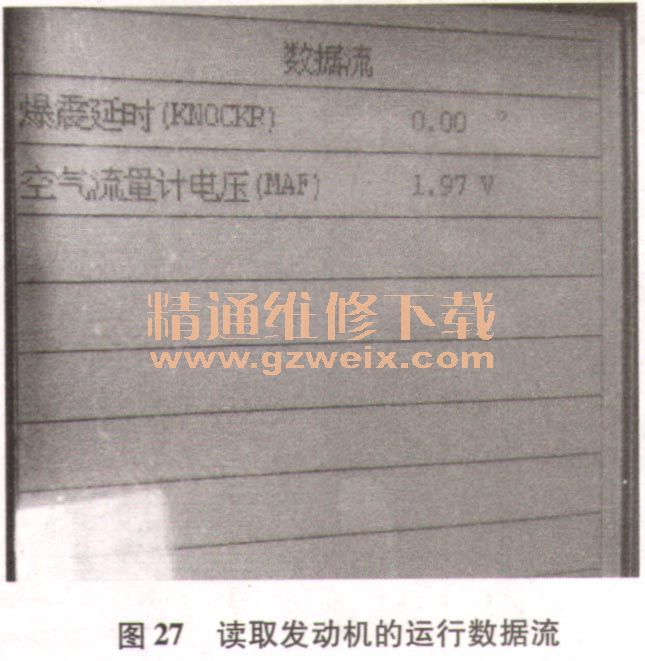 数据流
爆震延时(KNOCKR) 0.00 °
空气流量计电压(MAF) 1.97 V
精通维修下载
www.gzweix.com
图27 读取发动机的运行数据流